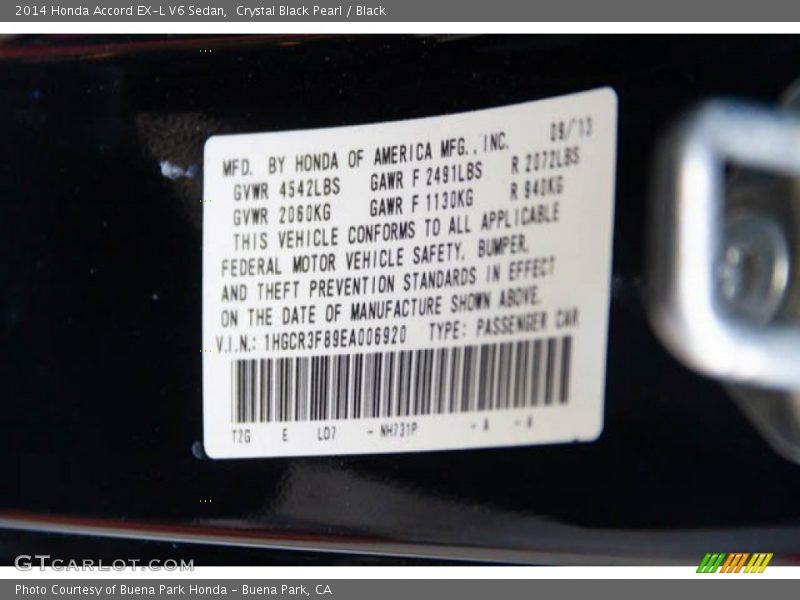 2014 Honda Accord EX-L V6 Sedan,  Crystal Black Pearl / Black
MFD. BY HONDA OF AMERICA MFG., INC. 09/13
GVWR 4542LBS GAWR F 2491LBS R 2072LBS
GVWR 2060KG GAWR F 1130KG R 940KG
THIS VEHICLE CONFORMS TO ALL APPLICABLE
FEDERAL MOTOR VEHICLE SAFETY, BUMPER,
AND THEFT PREVENTION STANDARDS IN EFFECT
ON THE DATE OF MANUFACTURE SHOWN ABOVE.
V.I.N.: 1HGCR3F89EA006920 TYPE: PASSENGER CAR
T2G E LD7 - NH731P - A - A
GTCARLOT.COM
Photo Courtesy of Buena Park Honda - Buena Park, CA